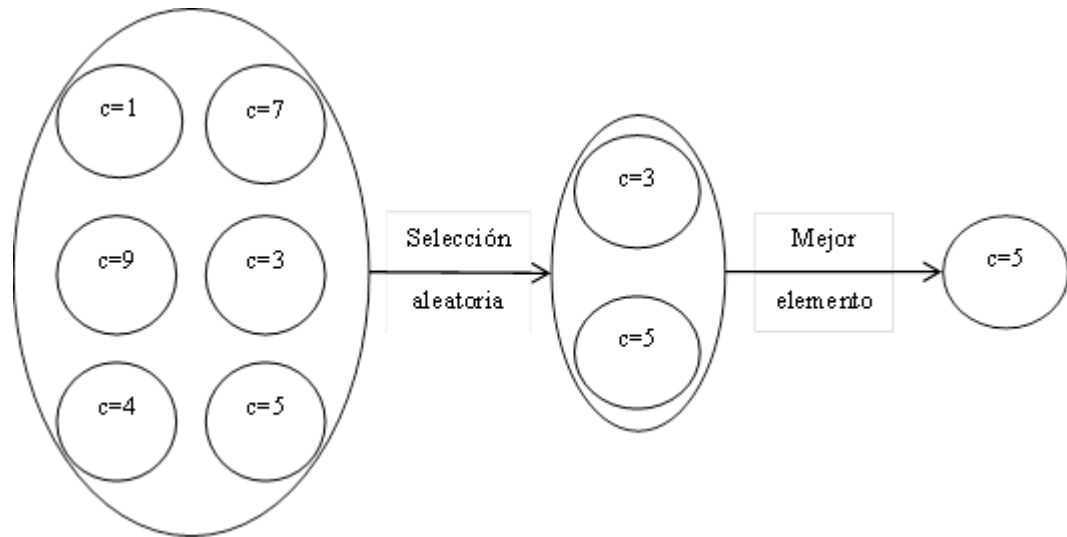 c=1
c=7
c=9
c=3
c=4
c=5
Selección
aleatoria
c=3
c=5
Mejor
elemento
c=5